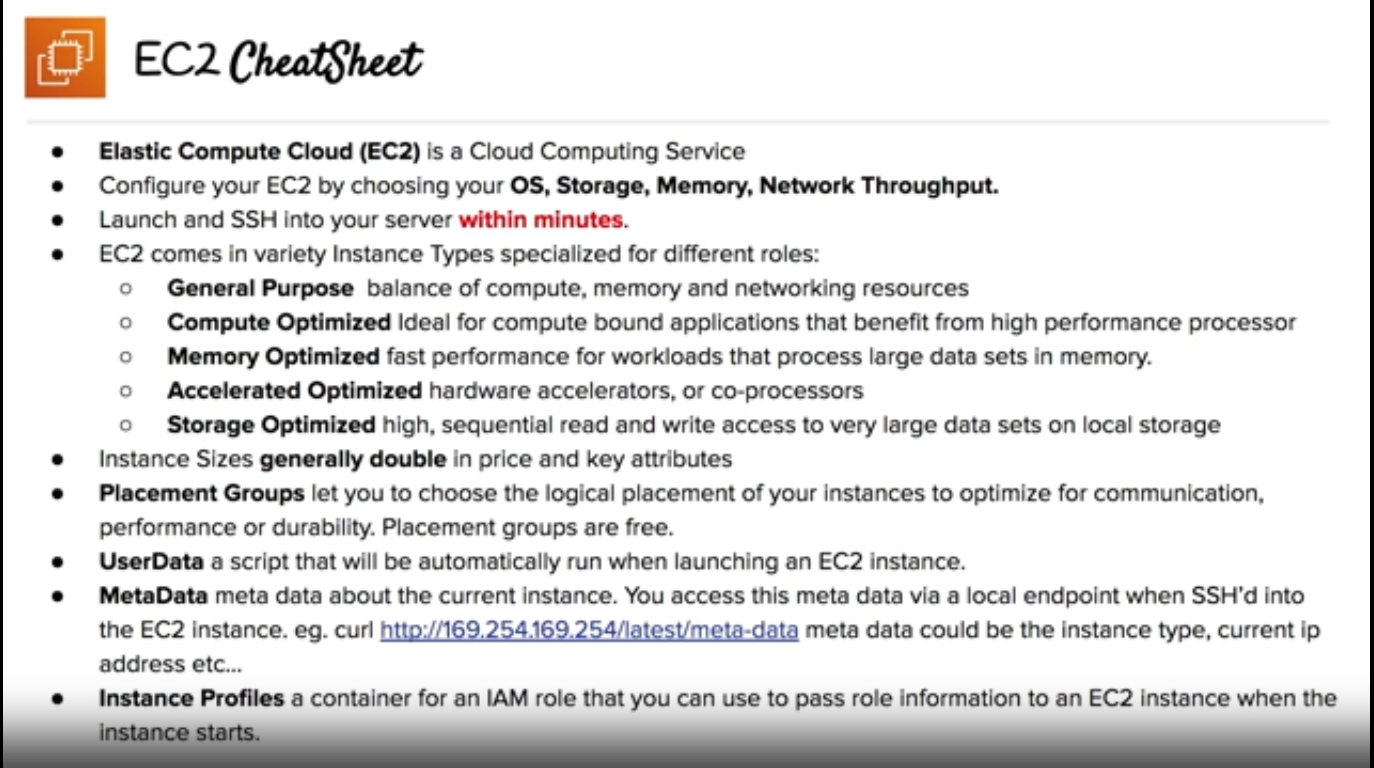 EC2 CheatSheet
● Elastic Compute Cloud (EC2) is a Cloud Computing Service
● Configure your EC2 by choosing your OS, Storage, Memory, Network Throughput.
● Launch and SSH into your server within minutes.
● EC2 comes in variety Instance Types specialized for different roles:
○ General Purpose balance of compute, memory and networking resources
○ Compute Optimized Ideal for compute bound applications that benefit from high performance processor
○ Memory Optimized fast performance for workloads that process large data sets in memory.
○ Accelerated Optimized hardware accelerators, or co-processors
○ Storage Optimized high, sequential read and write access to very large data sets on local storage
● Instance Sizes generally double in price and key attributes
● Placement Groups let you to choose the logical placement of your instances to optimize for communication,
performance or durability. Placement groups are free.
● UserData a script that will be automatically run when launching an EC2 instance.
● MetaData meta data about the current instance. You access this meta data via a local endpoint when SSH'd into
the EC2 instance. eg. curl http://169.254.169.254/latest/meta-data meta data could be the instance type, current ip
address etc...
● Instance Profiles a container for an IAM role that you can use to pass role information to an EC2 instance when the
instance starts.